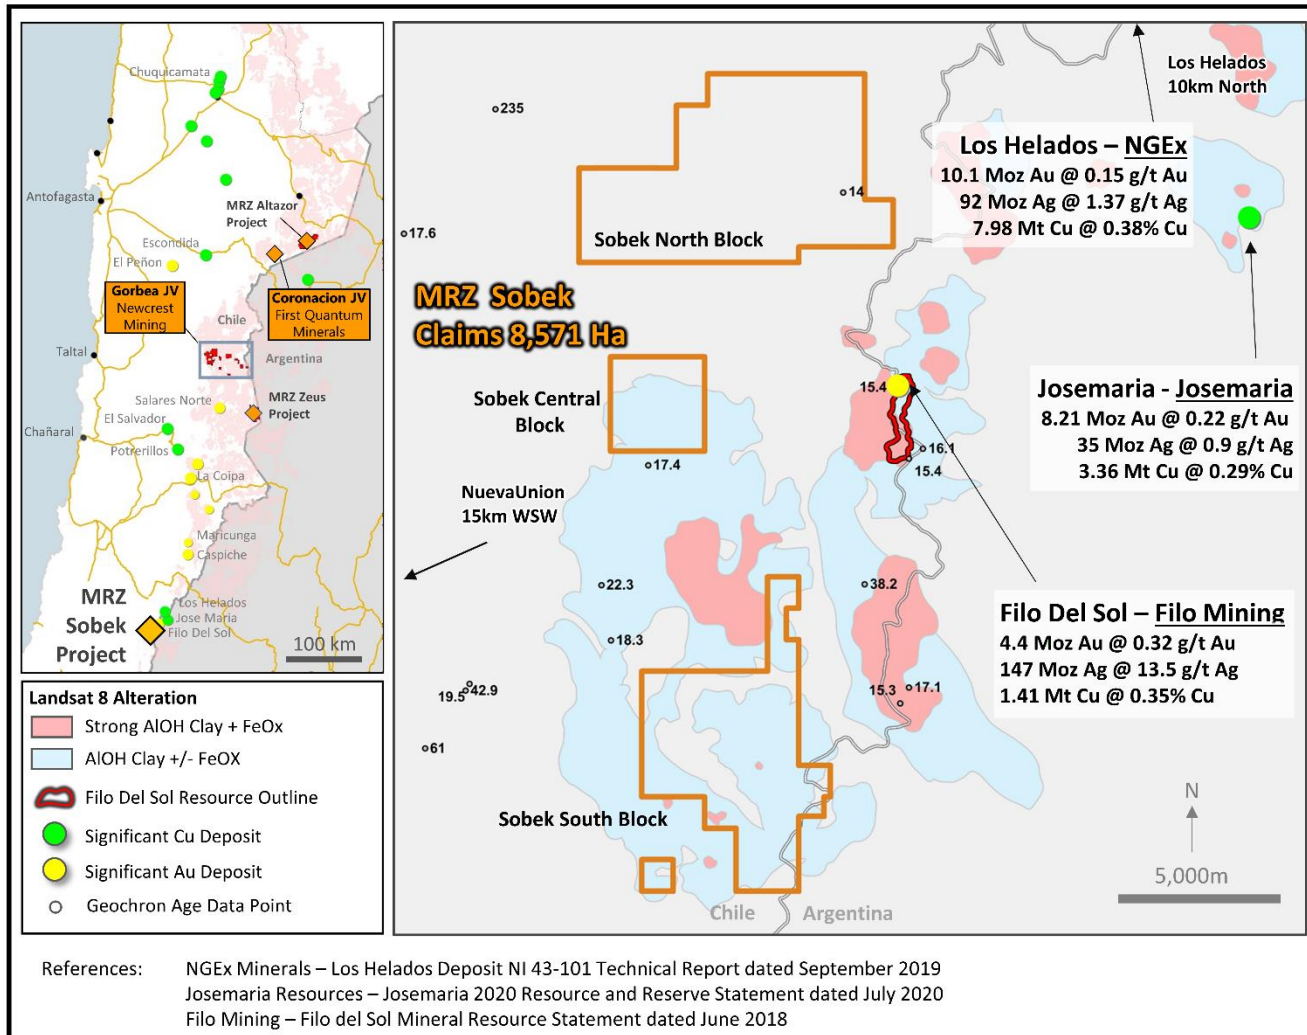 Chuquicamata
Antofagasta
MRZ Altazor
Project
Escondida
El Peñon
Gorbea JV
Newcrest
Mining
Coronacion JV
First Quantum
Minerals
Chile
Argentina
Taltal
MRZ Zeus
Project
Salares Norte
El Salvador
Chañaral
Potrerillos
La Coipa
Maricunga
Caspiche
MRZ
Sobek
Project
Los Helados
Jose Maria
Filo Del Sol
100 km
Landsat 8 Alteration
Strong AlOH Clay + FeOx
AlOH Clay +/- FeOX
Filo Del Sol Resource Outline
Significant Cu Deposit
Significant Au Deposit
Geochron Age Data Point
235
14
17.6
Sobek North Block
MRZ Sobek
Claims 8,571 Ha
Sobek Central
Block
17.4
NuevaUnion
15km WSW
22.3
18.3
19.5
42.9
61
Sobek South Block
15.4
16.1
15.4
38.2
15.3
17.1
Los Helados
10km North
Los Helados – NGEx
10.1 Moz Au @ 0.15 g/t Au
92 Moz Ag @ 1.37 g/t Ag
7.98 Mt Cu @ 0.38% Cu
Josemaria - Josemaria
8.21 Moz Au @ 0.22 g/t Au
35 Moz Ag @ 0.9 g/t Ag
3.36 Mt Cu @ 0.29% Cu
Filo Del Sol – Filo Mining
4.4 Moz Au @ 0.32 g/t Au
147 Moz Ag @ 13.5 g/t Ag
1.41 Mt Cu @ 0.35% Cu
N
5,000m
Chile
Argentina
References:
NGEx Minerals – Los Helados Deposit NI 43-101 Technical Report dated September 2019
Josemaria Resources – Josemaria 2020 Resource and Reserve Statement dated July 2020
Filo Mining – Filo del Sol Mineral Resource Statement dated June 2018